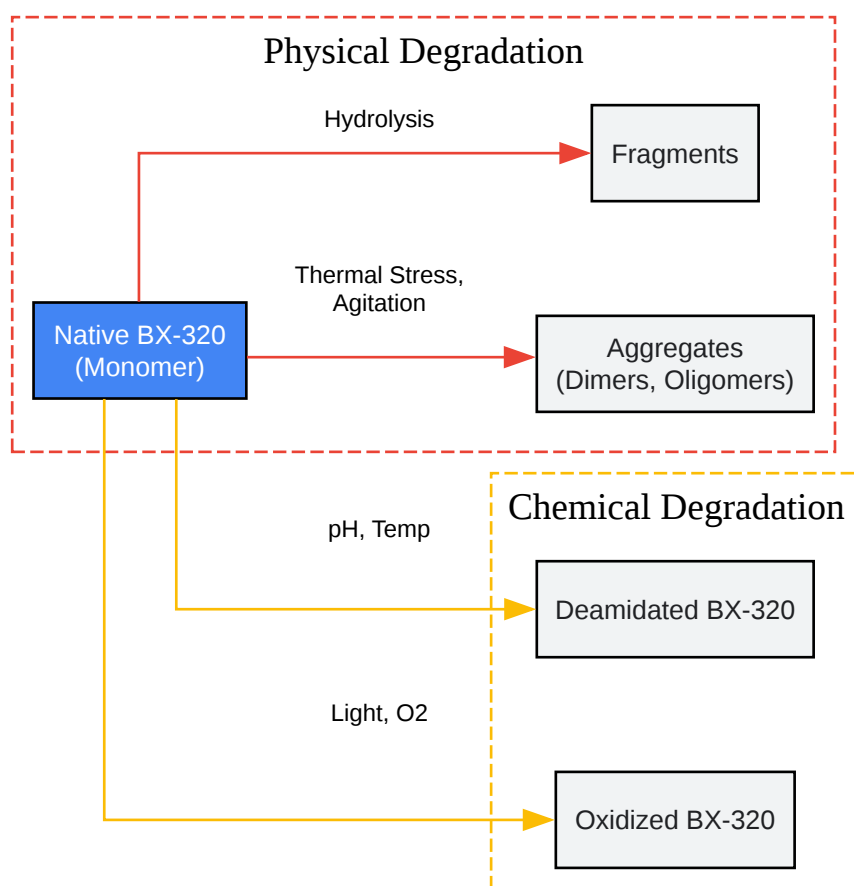 Physical Degradation
Hydrolysis
Fragments
Thermal Stress,
Agitation
Native BX-320
(Monomer)
Aggregates
(Dimers, Oligomers)
Chemical Degradation
pH, Temp
Deamidated BX-320
Light, O2
Oxidized BX-320